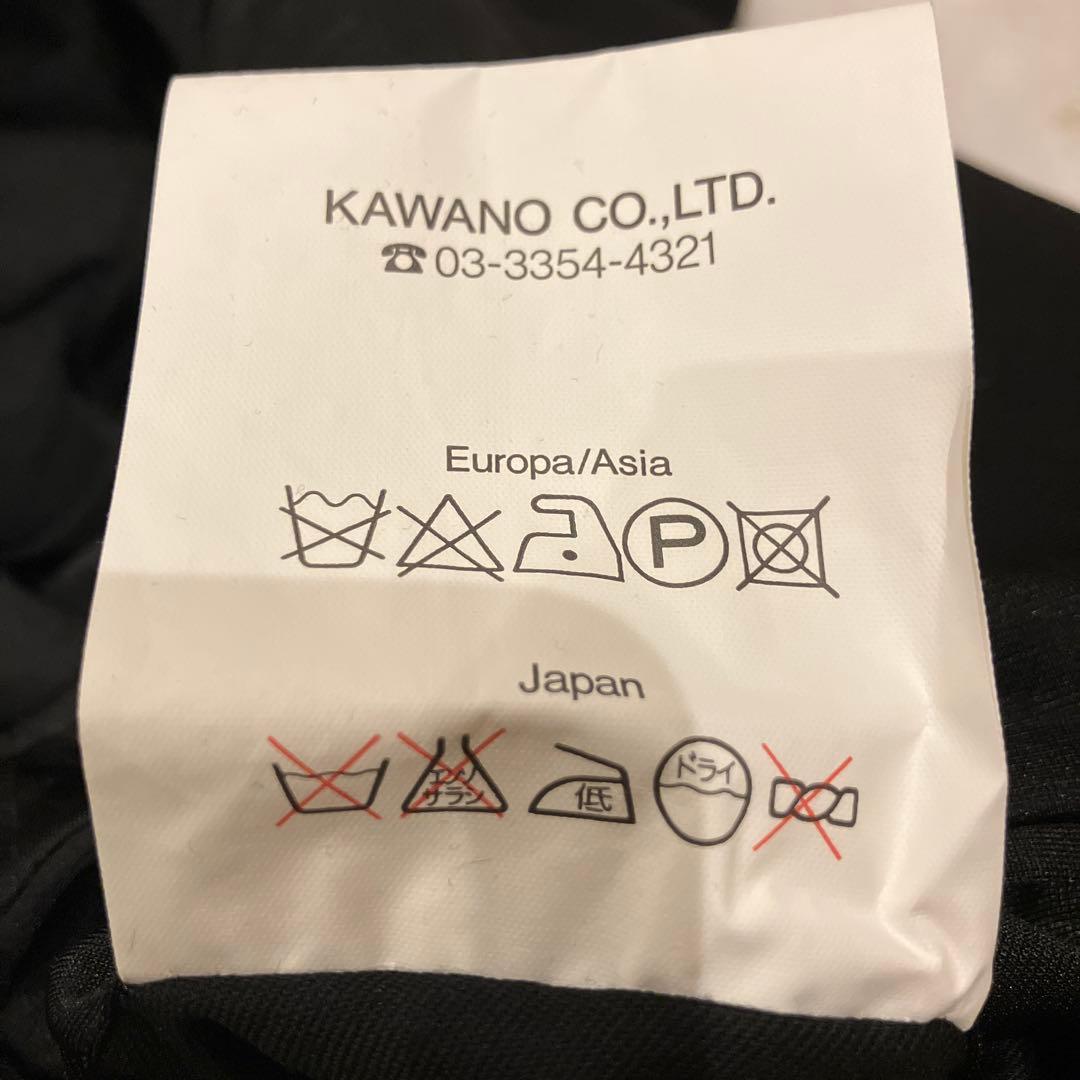 KAWANO CO.,LTD.
☎03-3354-4321
Europa/Asia
P
Japan
エンソ
サラシ
低
ドライ